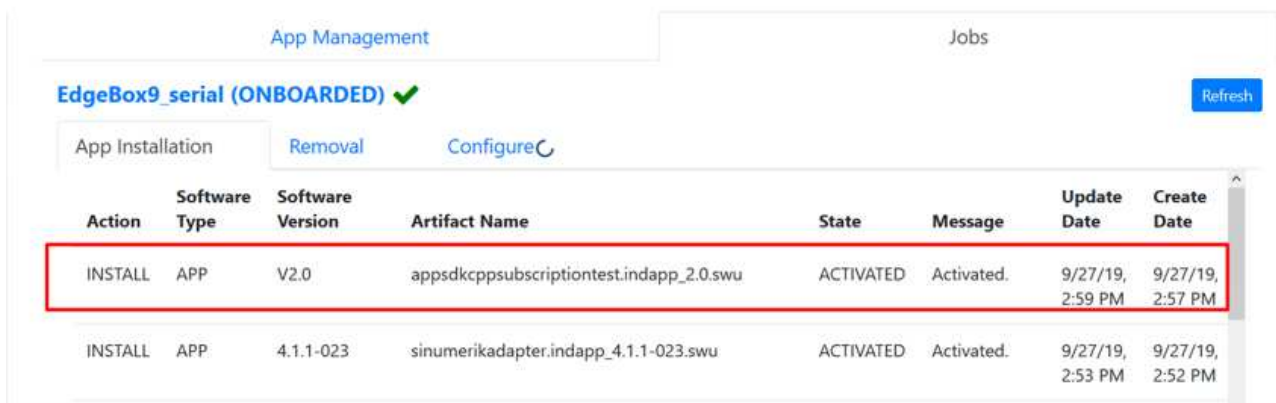 App Management Jobs
EdgeBox9_serial (ONBOARDED)
Refresh
App Installation Removal Configure
Action Software Type Software Version Artifact Name State Message Update Date Create Date
INSTALL APP V2.0 appsdkcppsubscriptiontest.indapp_2.0.swu ACTIVATED Activated. 9/27/19, 2:59 PM 9/27/19, 2:57 PM
INSTALL APP 4.1.1-023 sinumerikadapter.indapp_4.1.1-023.swu ACTIVATED Activated. 9/27/19, 2:53 PM 9/27/19, 2:52 PM